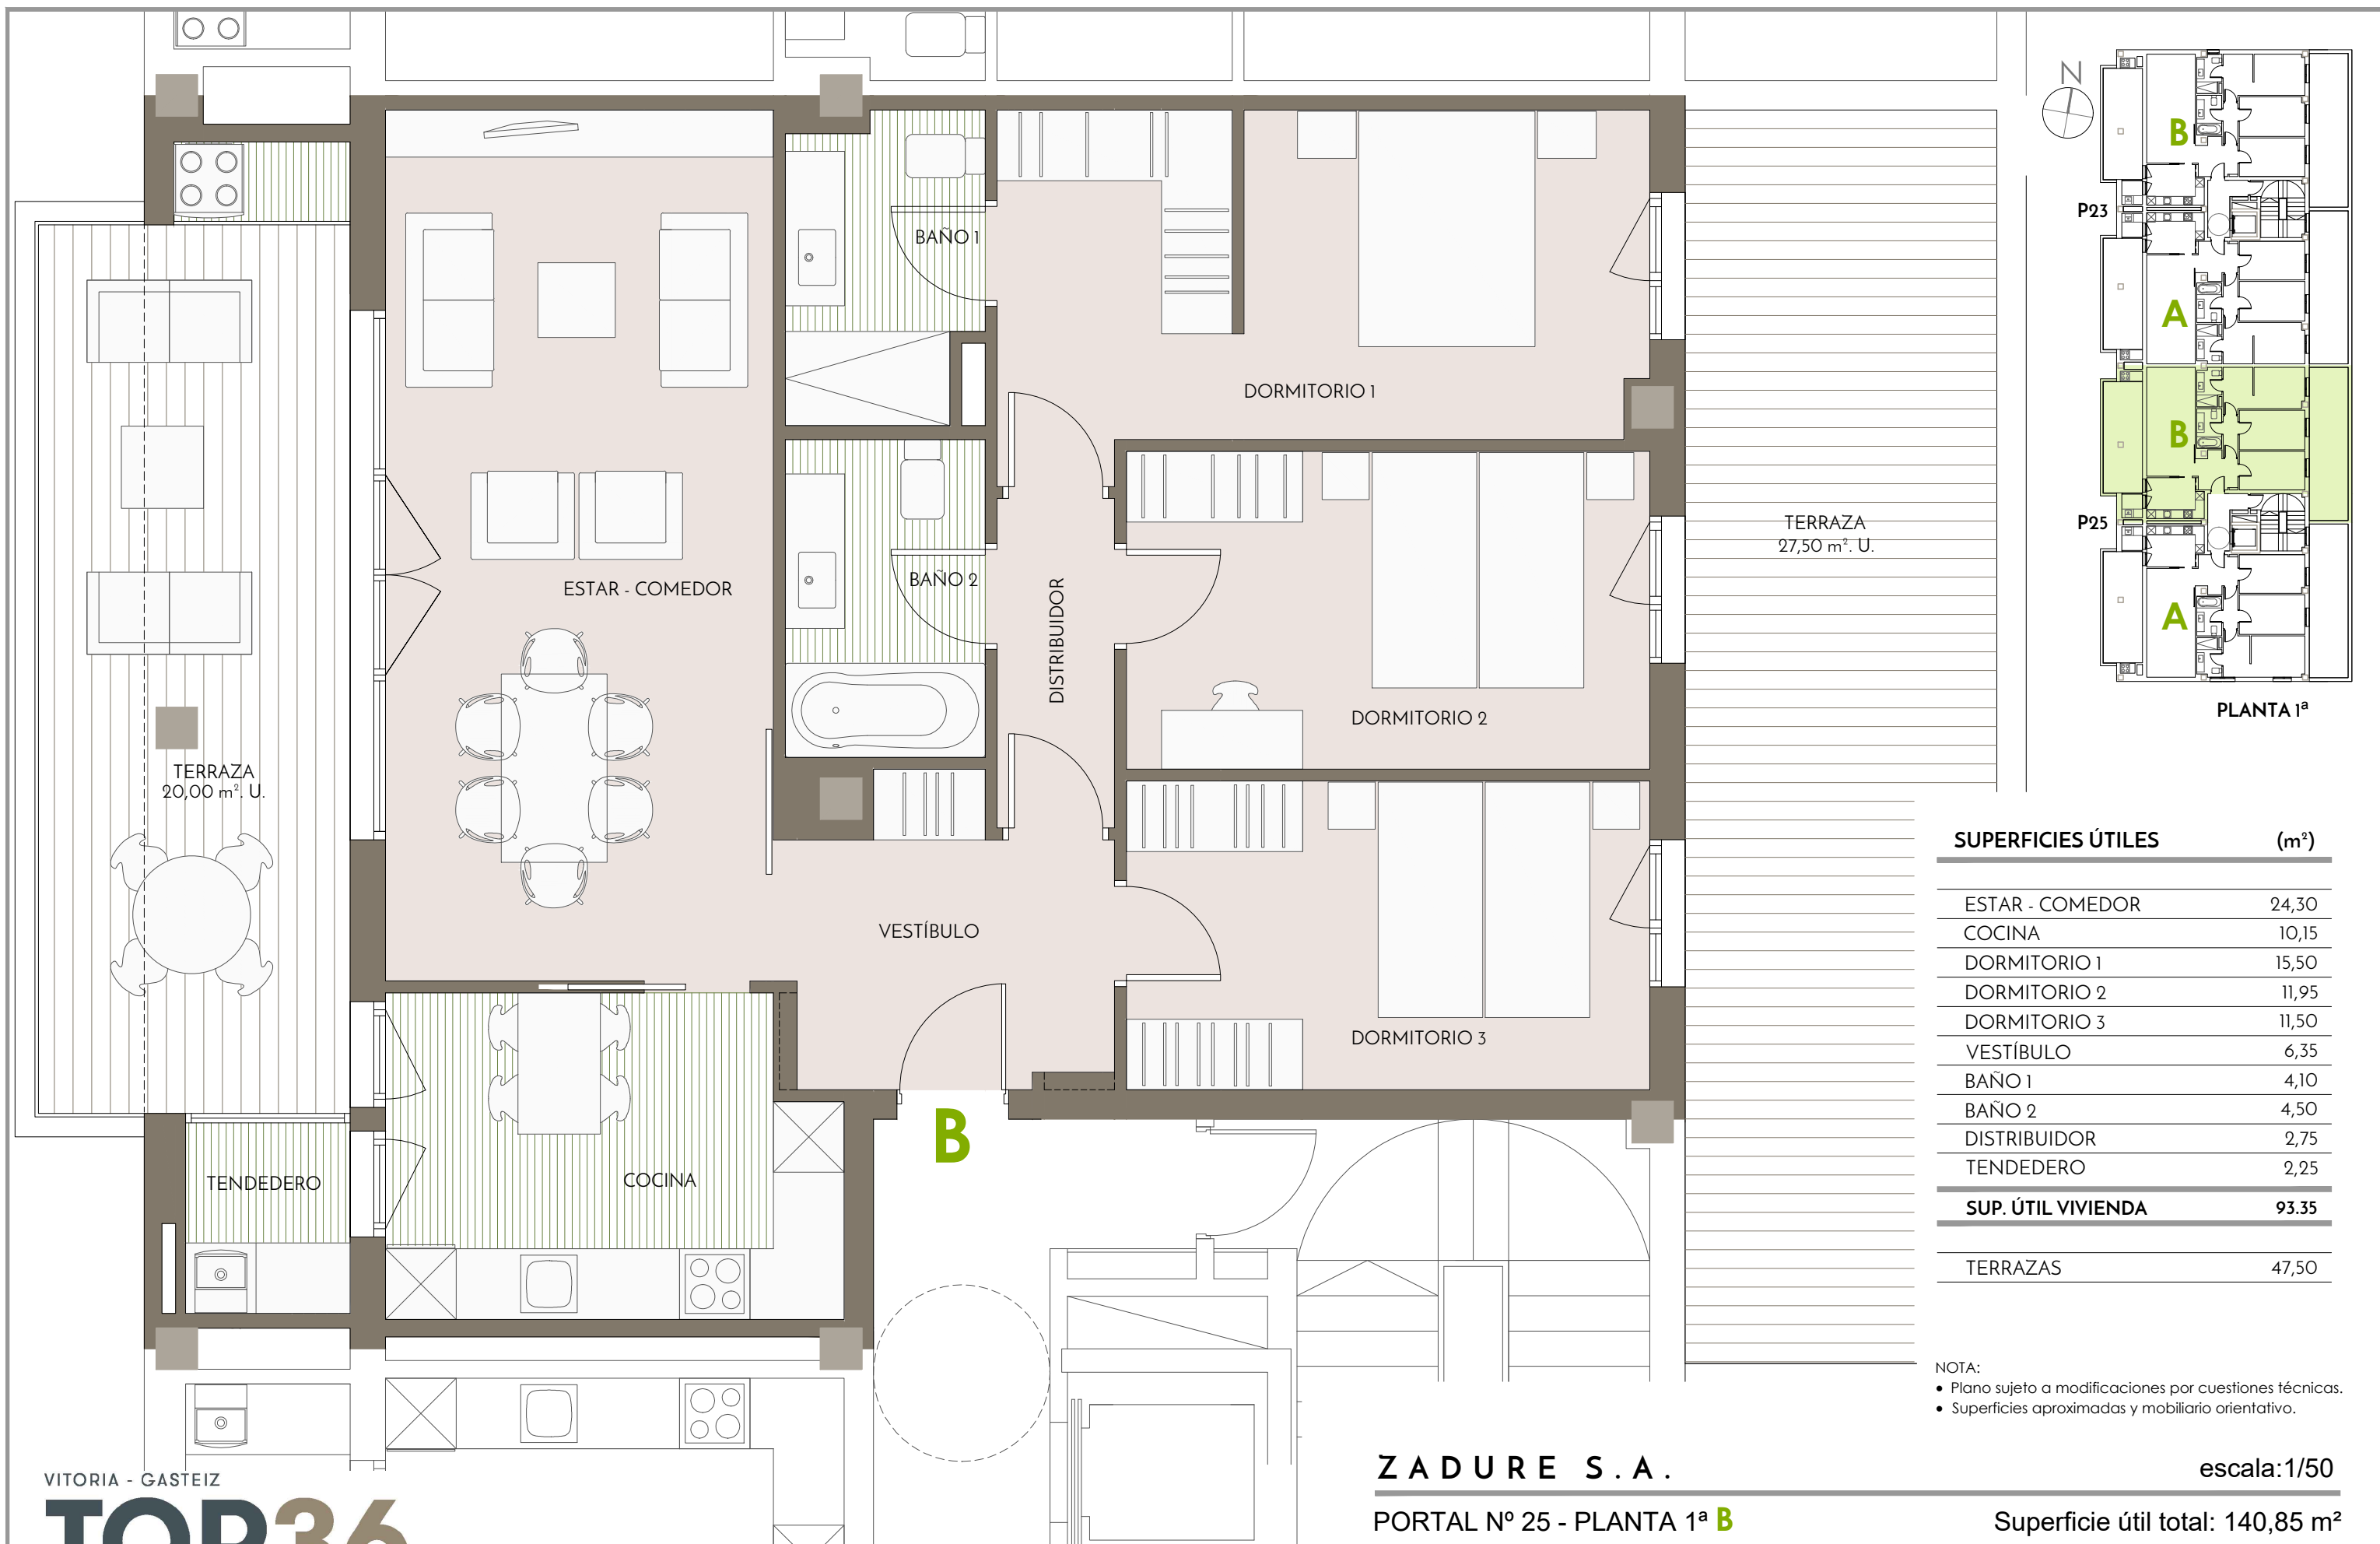 N
B
P23
A
B
P25
A
PLANTA 1ª
BAÑO 1
DORMITORIO 1
TERRAZA
27,50 m². U.
ESTAR - COMEDOR
BAÑO 2
DISTRIBUIDOR
DORMITORIO 2
TERRAZA
20,00 m². U.
VESTÍBULO
DORMITORIO 3
B
TENDEDERO
COCINA
SUPERFICIES ÚTILES (m²)
ESTAR - COMEDOR 24,30
COCINA 10,15
DORMITORIO 1 15,50
DORMITORIO 2 11,95
DORMITORIO 3 11,50
VESTÍBULO 6,35
BAÑO 1 4,10
BAÑO 2 4,50
DISTRIBUIDOR 2,75
TENDEDERO 2,25
SUP. ÚTIL VIVIENDA 93.35
TERRAZAS 47,50
NOTA:
• Plano sujeto a modificaciones por cuestiones técnicas.
• Superficies aproximadas y mobiliario orientativo.
VITORIA - GASTEIZ
TOP36
ZADURE S.A.
escala:1/50
PORTAL Nº 25 - PLANTA 1ª B
Superficie útil total: 140,85 m²